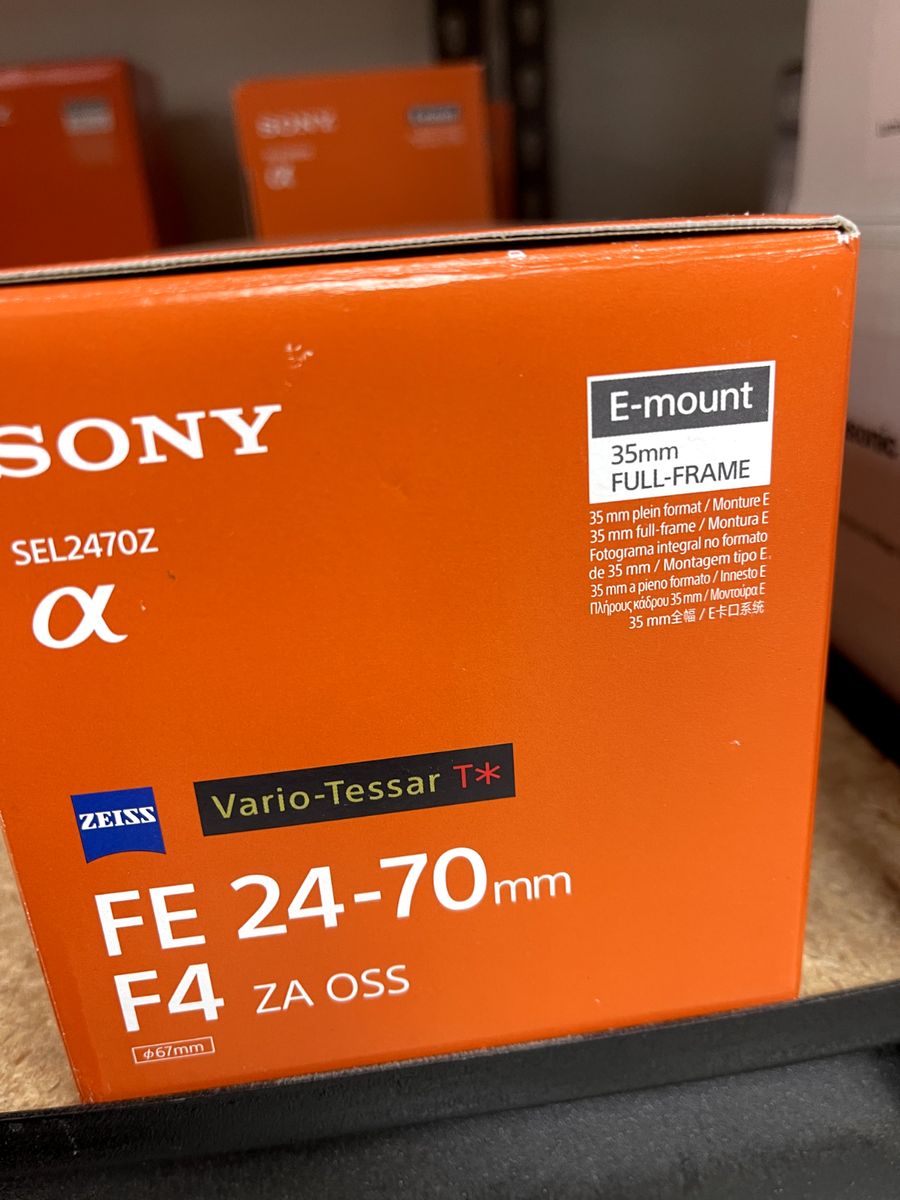 SONY
α
SONY
E-mount
35mm
FULL-FRAME
35 mm plein format / Monture E
35 mm full-frame / Montura E
Fotograma integral no formato
de 35 mm / Montagem tipo E
35 mm a pieno formato / Innesto E
Πλήρους κάδρου 35 mm / Μοντούρα E
35 mm全幅 / E卡口系统
SEL2470Z
α
ZEISS
Vario-Tessar T*
FE 24-70mm
F4 ZA OSS
φ67mm